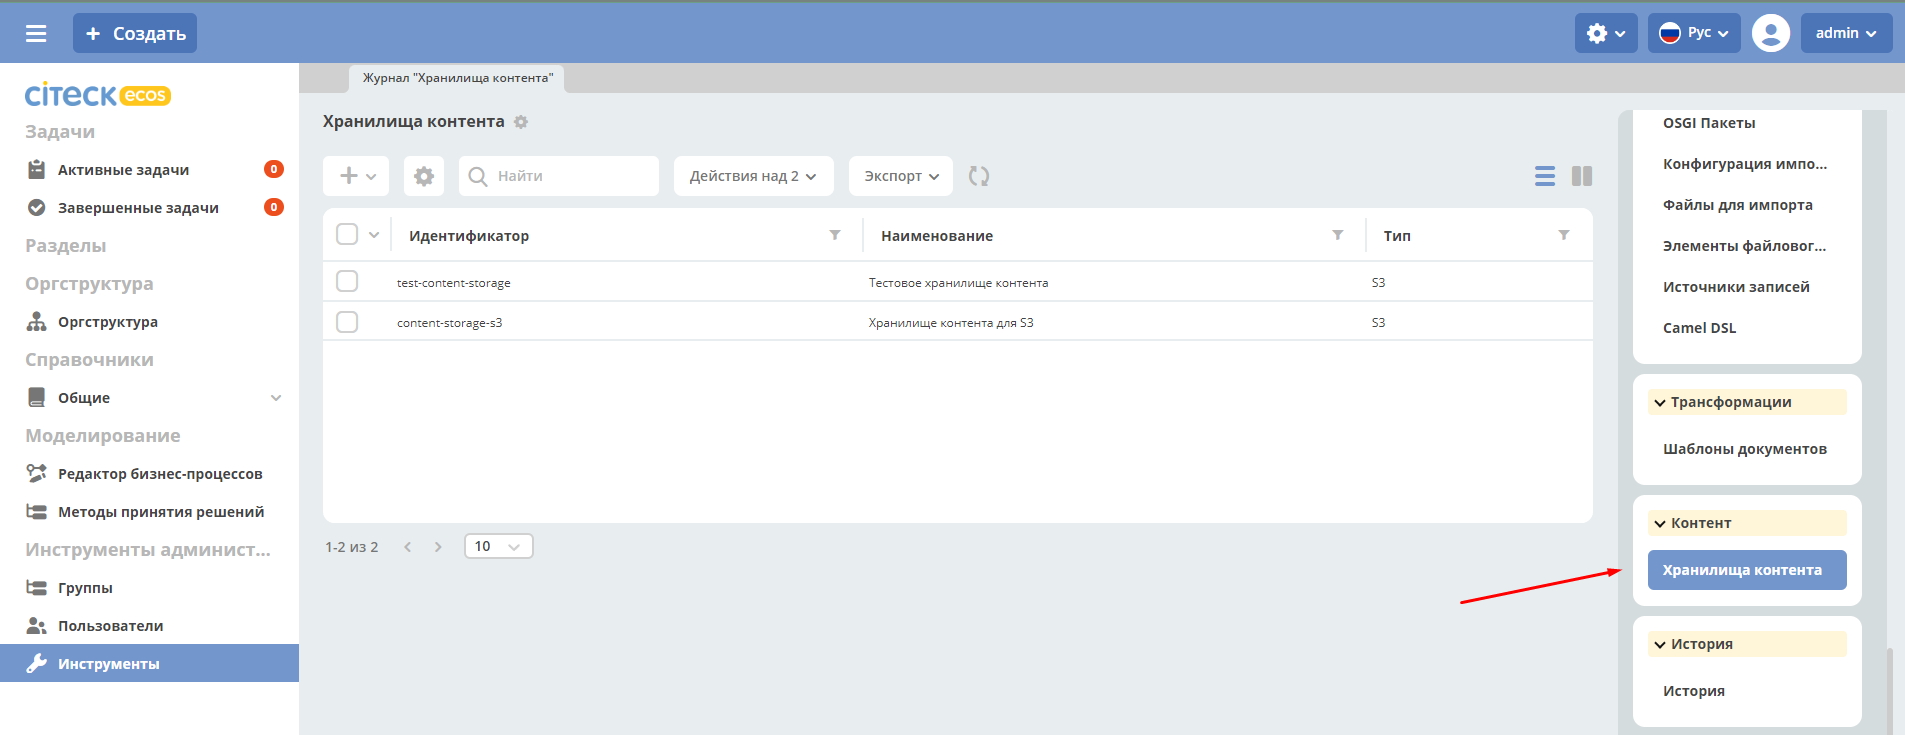 Создать
Рус
admin
citeck ecos
Задачи
Активные задачи 0
Завершенные задачи 0
Разделы
Оргструктура
Оргструктура
Справочники
Общие
Моделирование
Редактор бизнес-процессов
Методы принятия решений
Инструменты админист...
Группы
Пользователи
Инструменты
Журнал "Хранилища контента"
Хранилища контента
Найти
Действия над 2
Экспорт
Идентификатор Наименование Тип
test-content-storage Тестовое хранилище контента S3
content-storage-s3 Хранилище контента для S3 S3
1-2 из 2
10
OSGI Пакеты
Конфигурация импо...
Файлы для импорта
Элементы файловог...
Источники записей
Camel DSL
Трансформации
Шаблоны документов
Контент
Хранилища контента
История
История